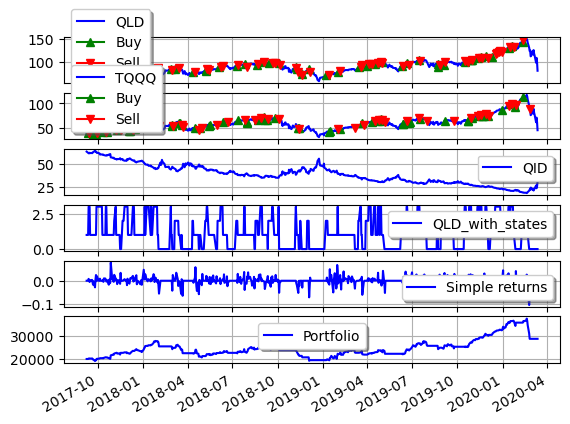 QLD
Buy
Sell
150
100
TQQQ
Buy
Sell
100
50
QID
50
25
QLD_with_states
2.5
0.0
Simple returns
0.0
−0.1
Portfolio
30000
20000
2017-10
2018-01
2018-04
2018-07
2018-10
2019-01
2019-04
2019-07
2019-10
2020-01
2020-04